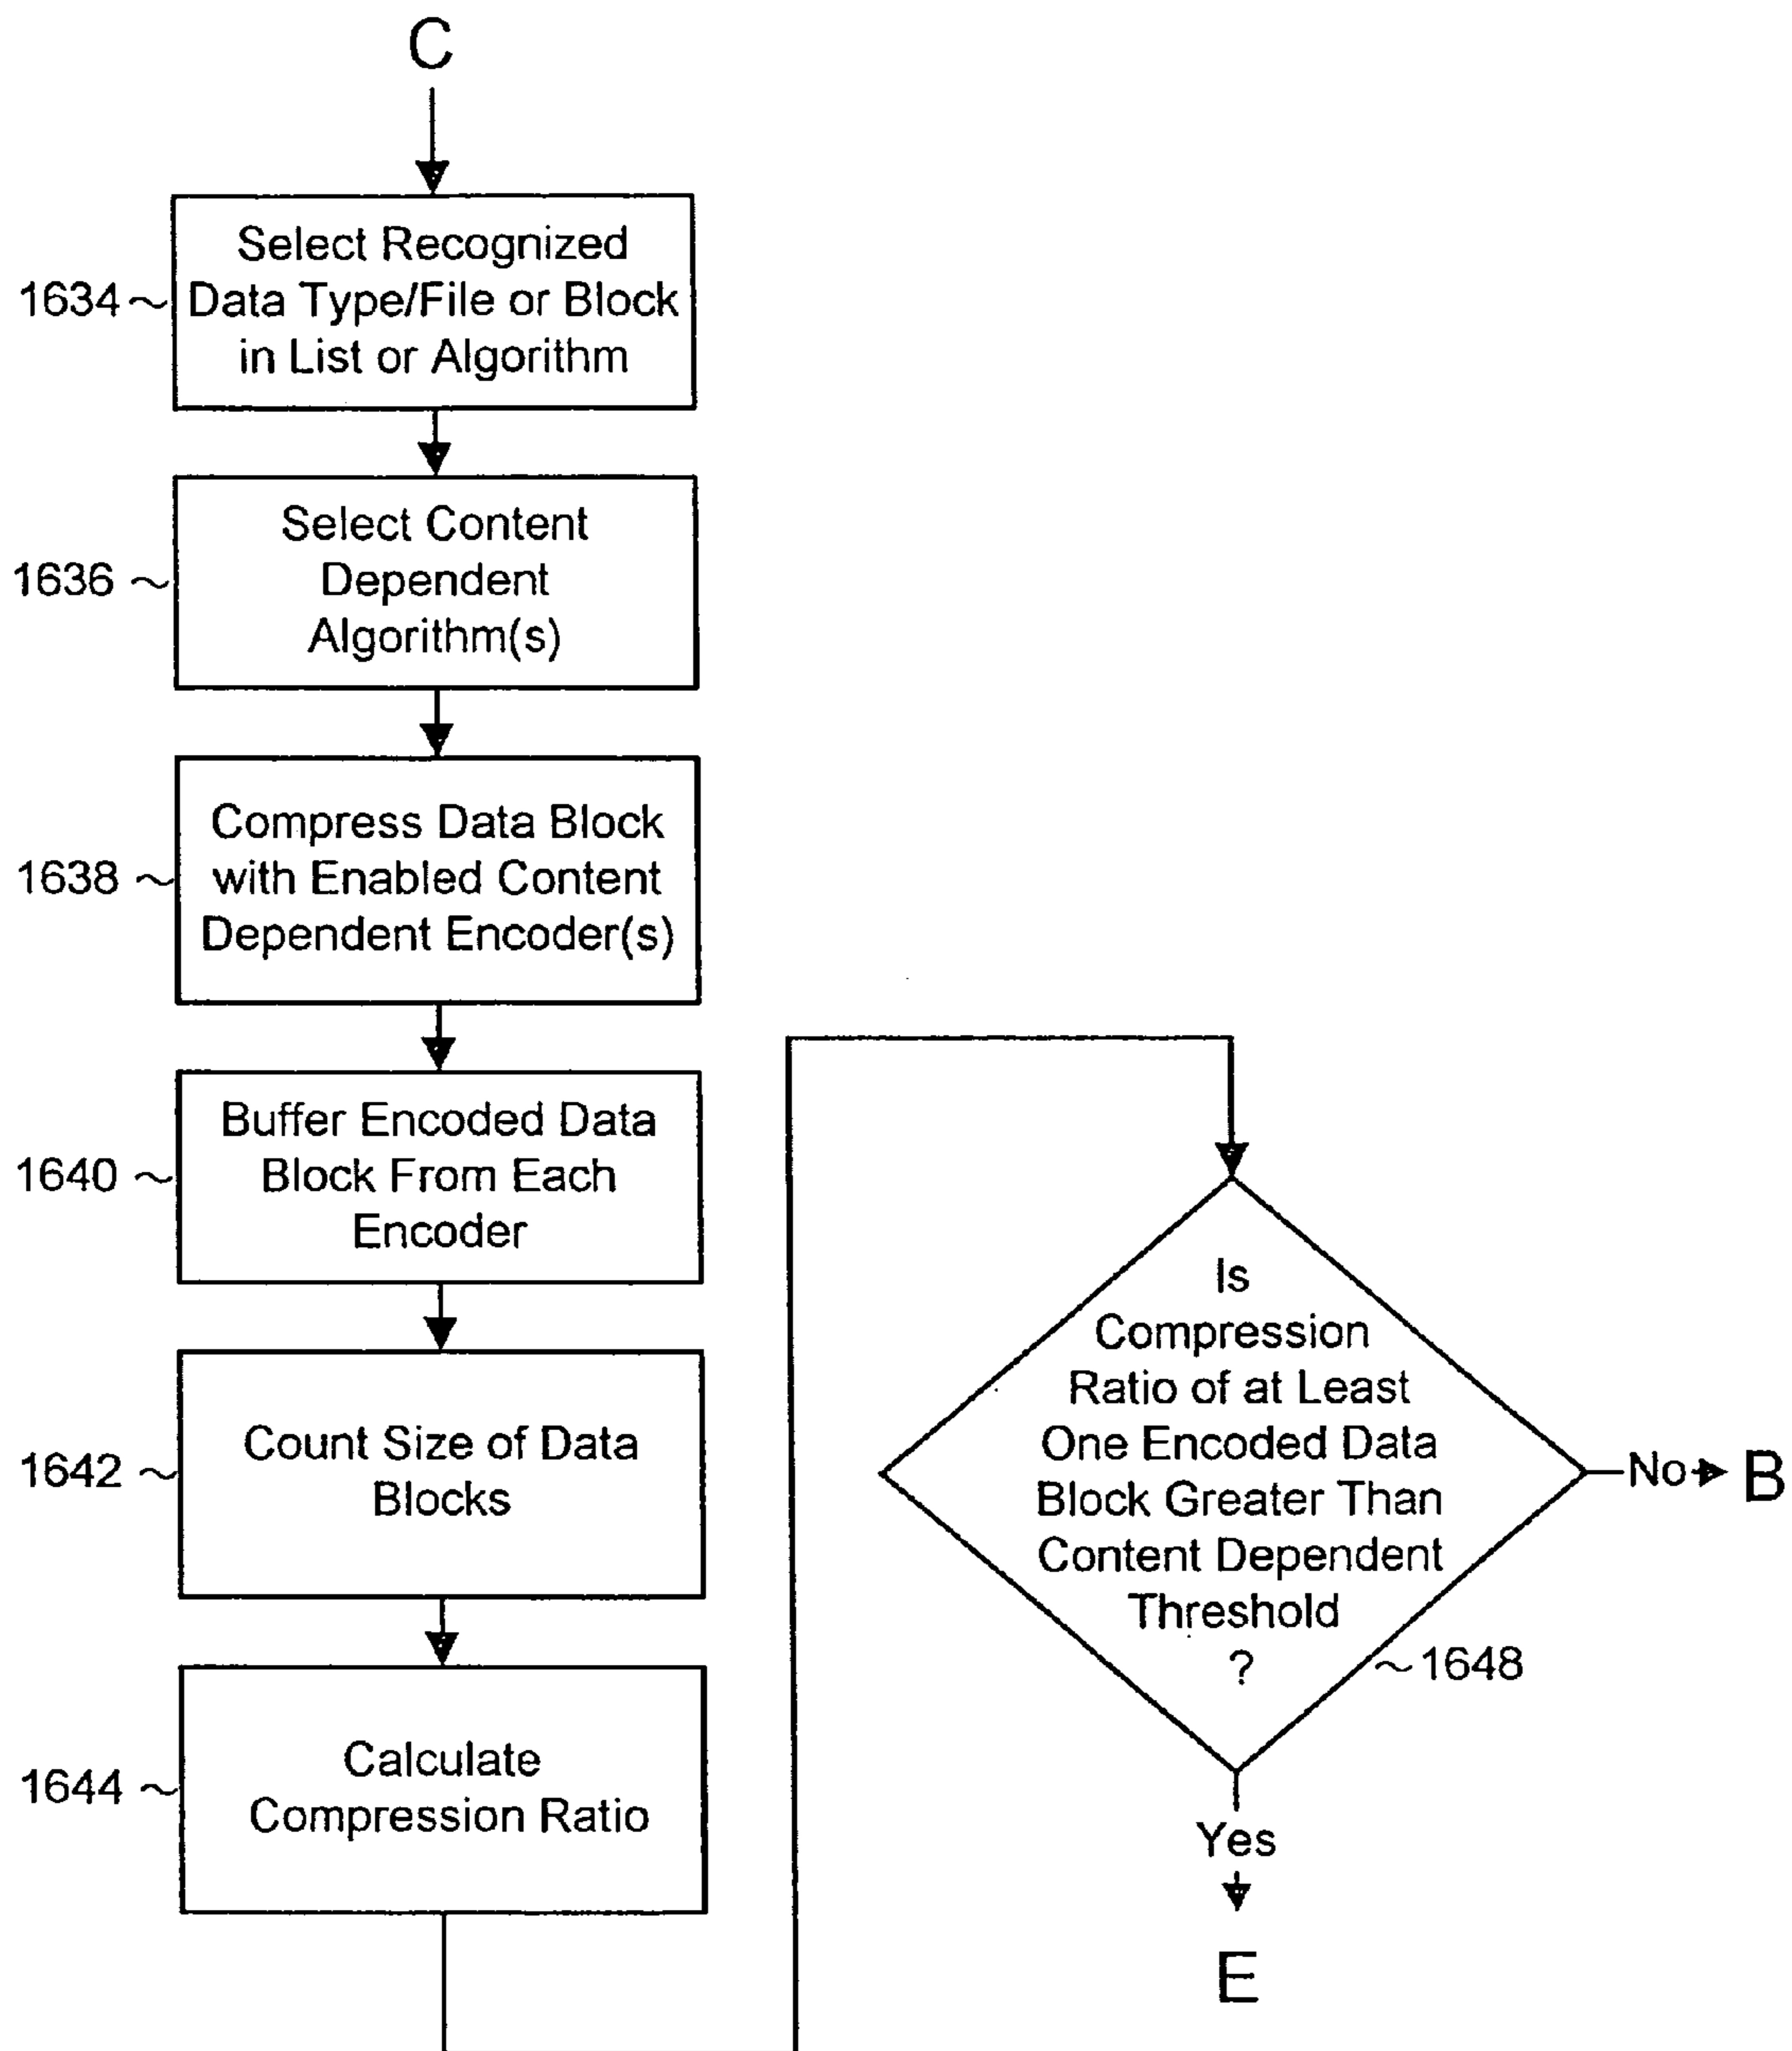 C
Select Recognized
1634 ~ Data Type/File or Block
in List or Algorithm
Select Content
1636 ~ Dependent
Algorithm(s)
Compress Data Block
1638 ~ with Enabled Content
Dependent Encoder(s)
Buffer Encoded Data
1640 ~ Block From Each
Encoder
Count Size of Data
1642 ~ Blocks
Calculate
1644 ~ Compression Ratio
Is
Compression
Ratio of at Least
One Encoded Data
Block Greater Than
Content Dependent
Threshold
?
~ 1648
No
B
Yes
E